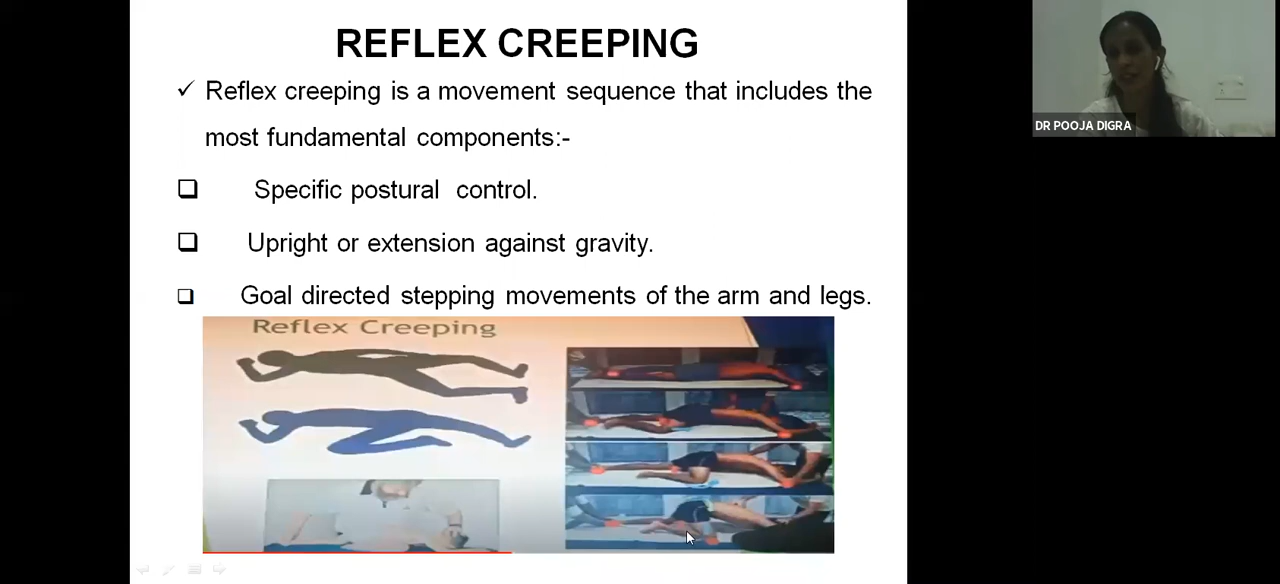 REFLEX CREEPING
Reflex creeping is a movement sequence that includes the
most fundamental components:-
Specific postural control.
Upright or extension against gravity.
Goal directed stepping movements of the arm and legs.
Reflex Creeping
DR POOJA DIGRA